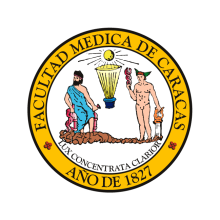 FACULTAD MEDICA DE CARACAS
LUX CONCENTRATA CLARIOR
AÑO DE 1827